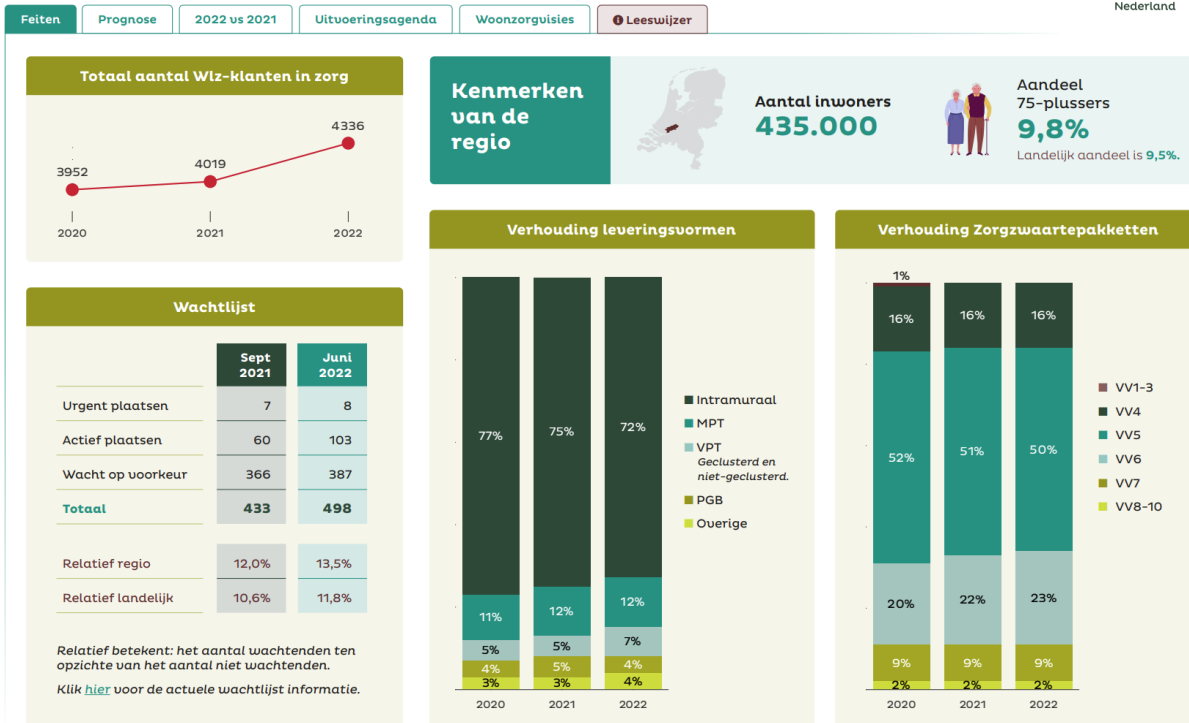 Nederland
Feiten
Prognose
2022 vs 2021
Uitvoeringsagenda
Woonzorgvisies
Leeswijzer
Totaal aantal Wlz-klanten in zorg
3952
4019
4336
2020
2021
2022
Kenmerken
van de
regio
Aantal inwoners
435.000
Aandeel
75-plussers
9,8%
Landelijk aandeel is 9,5%.
Wachtlijst
Sept
2021
Juni
2022
Urgent plaatsen 7 8
Actief plaatsen 60 103
Wacht op voorkeur 366 387
Totaal 433 498
Relatief regio 12,0% 13,5%
Relatief landelijk 10,6% 11,8%
Relatief betekent: het aantal wachtenden ten
opzichte van het aantal niet wachtenden.
Klik hier voor de actuele wachtlijst informatie.
Verhouding leveringsvormen
77% 75% 72%
11% 12% 12%
5% 5% 7%
4% 5% 4%
3% 3% 4%
2020 2021 2022
Intramuraal
MPT
VPT
Geclusterd en
niet-geclusterd.
PGB
Overige
Verhouding Zorgzwaartepakketten
1%
16% 16% 16%
52% 51% 50%
20% 22% 23%
9% 9% 9%
2% 2% 2%
2020 2021 2022
VV1-3
VV4
VV5
VV6
VV7
VV8-10